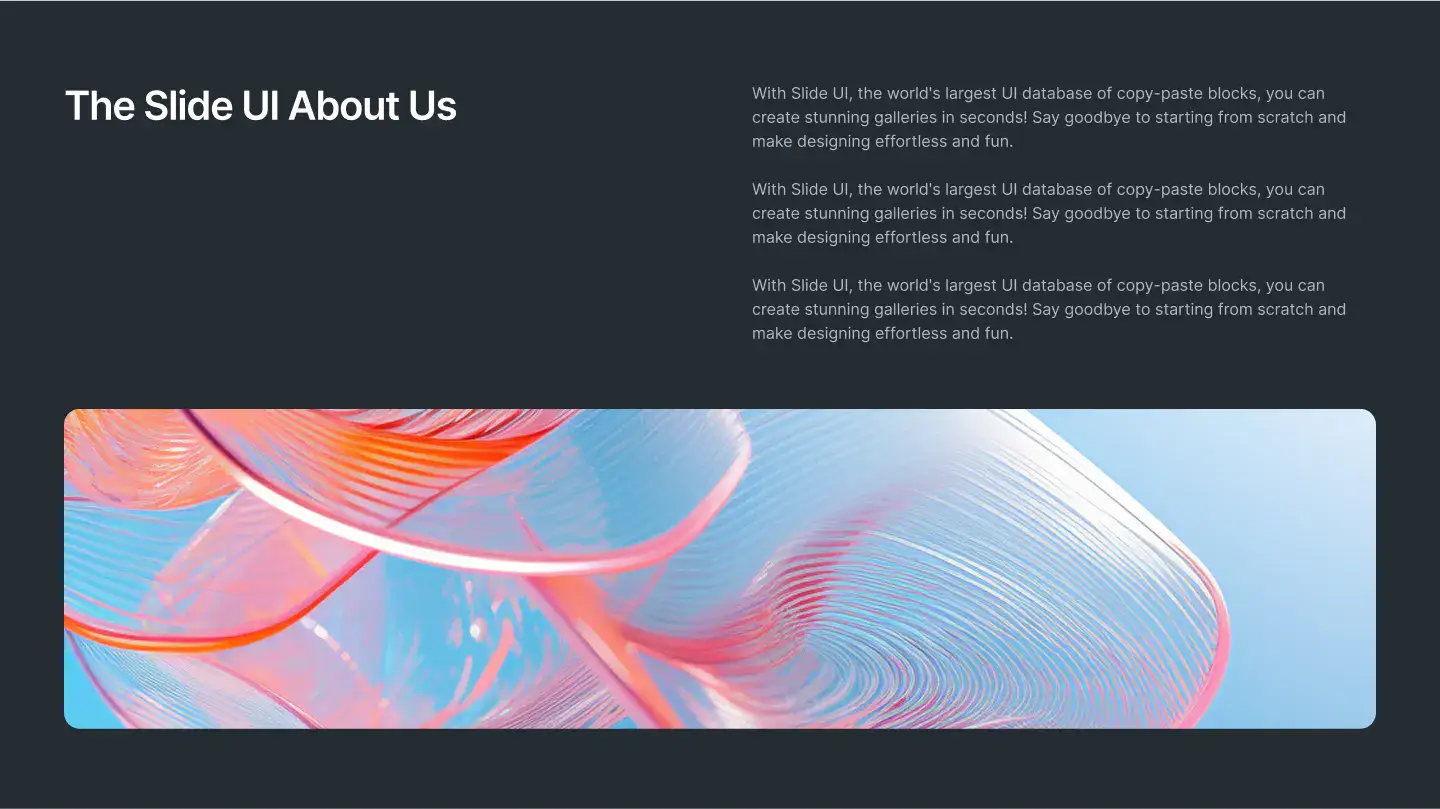 The Slide UI About Us
With Slide UI, the world's largest UI database of copy-paste blocks, you can
create stunning galleries in seconds! Say goodbye to starting from scratch and
make designing effortless and fun.
With Slide UI, the world's largest UI database of copy-paste blocks, you can
create stunning galleries in seconds! Say goodbye to starting from scratch and
make designing effortless and fun.
With Slide UI, the world's largest UI database of copy-paste blocks, you can
create stunning galleries in seconds! Say goodbye to starting from scratch and
make designing effortless and fun.